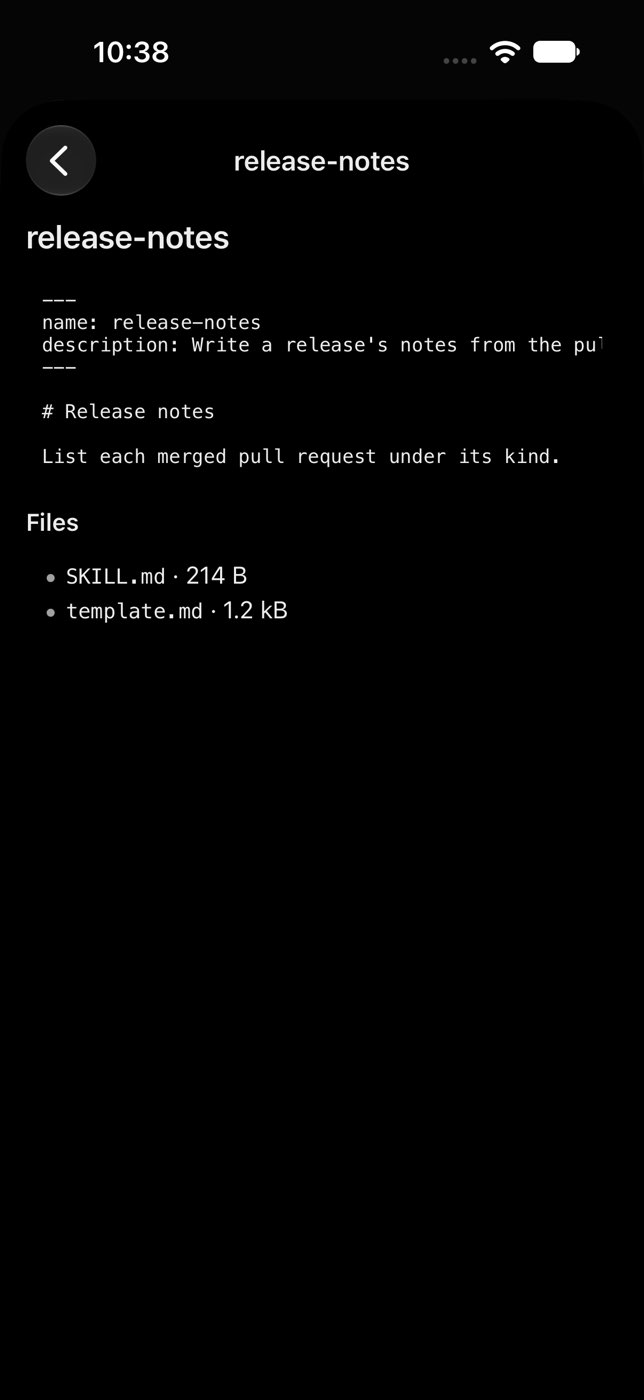 10:38
release-notes
release-notes
---
name: release-notes
description: Write a release's notes from the
---
# Release notes
List each merged pull request under its kind.
Files
• SKILL.md · 214 B
• template.md · 1.2 kB